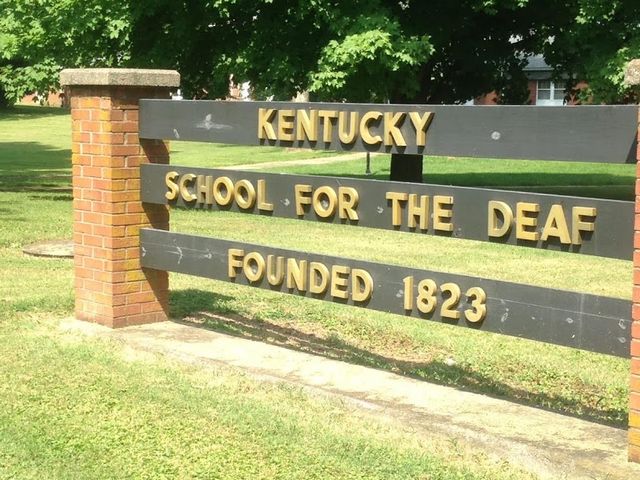 KENTUCKY
SCHOOL FOR THE DEAF
FOUNDED 1823